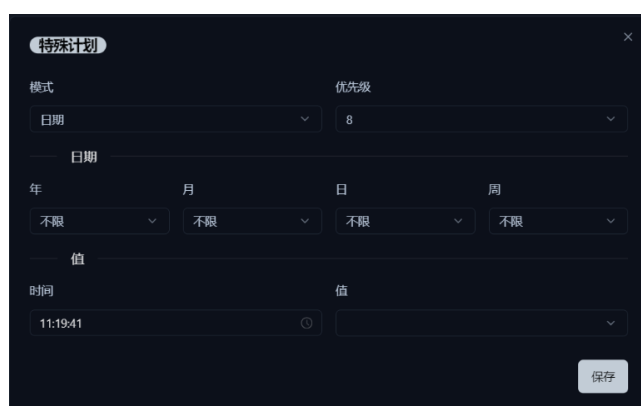 特殊计划
模式 优先级
日期 8
日期
年 月 日 周
不限 不限 不限 不限
值
时间 值
11:19:41
保存